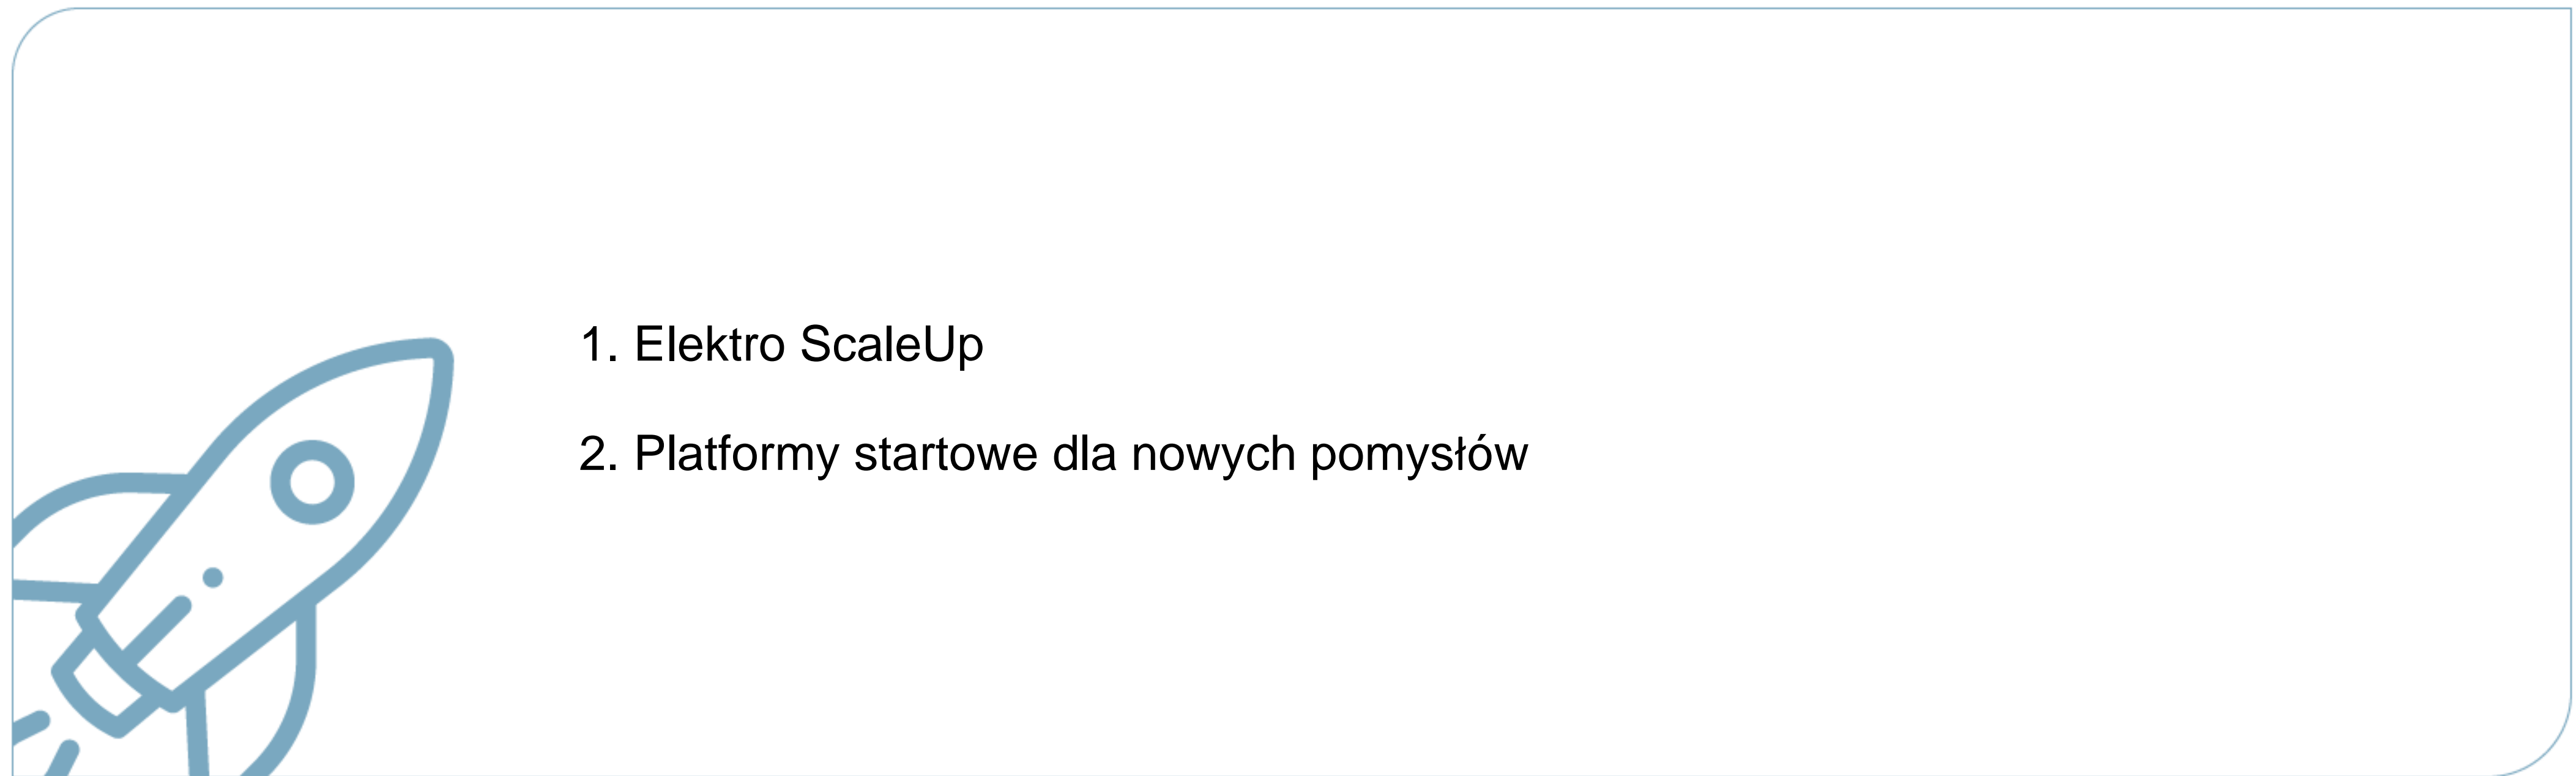 1. Elektro ScaleUp
2. Platformy startowe dla nowych pomysłów